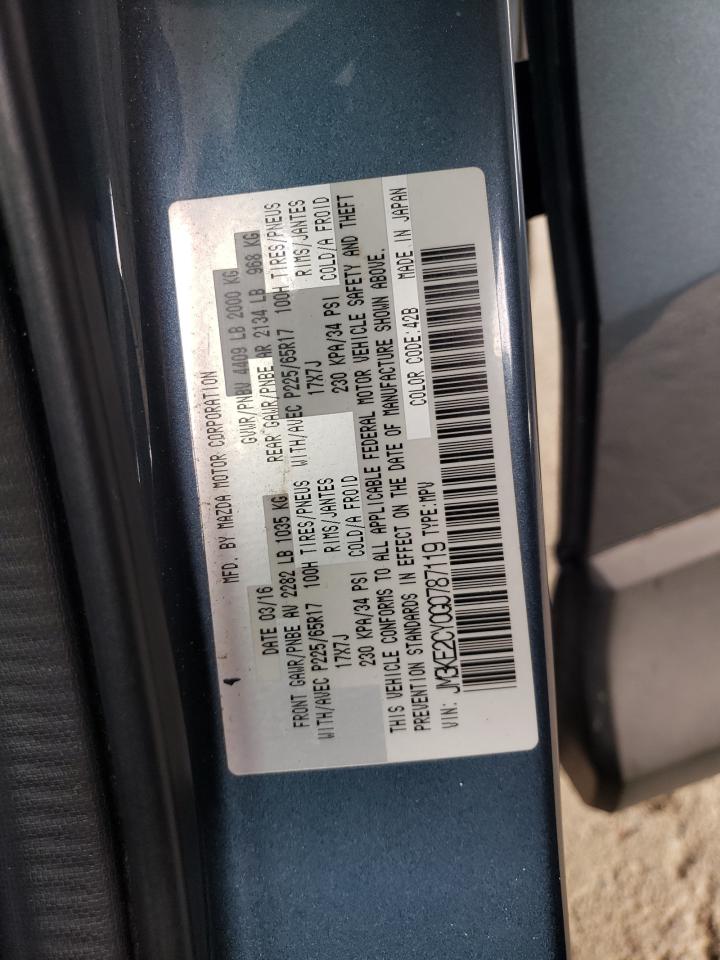 MFD. BY MAZDA MOTOR CORPORATION
DATE 03/16 GVWR/PNBV 4409 LB 2000 KG
FRONT GAWR/PNBE AV 2282 LB 1035 KG REAR GAWR/PNBE AR 2134 LB 968 KG
WITH/AVEC P225/65R17 100H TIRES/PNEUS WITH/AVEC P225/65R17 100H TIRES/PNEUS
17X7J RIMS/JANTES 17X7J RIMS/JANTES
230 KPA/34 PSI COLD/A FROID 230 KPA/34 PSI COLD/A FROID
THIS VEHICLE CONFORMS TO ALL APPLICABLE FEDERAL MOTOR VEHICLE SAFETY AND THEFT
PREVENTION STANDARDS IN EFFECT ON THE DATE OF MANUFACTURE SHOWN ABOVE.
VIN: JM3KE2CY0G0787119 TYPE:MPV COLOR CODE:42B MADE IN JAPAN